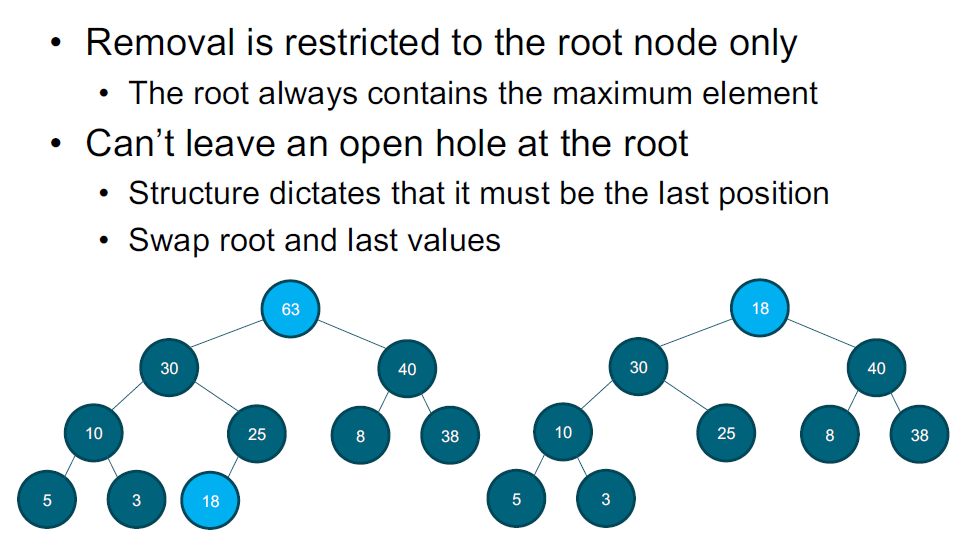 • Removal is restricted to the root node only
• The root always contains the maximum element
• Can’t leave an open hole at the root
• Structure dictates that it must be the last position
• Swap root and last values
63
30 40
10 25 8 38
5 3 18
18
30 40
10 25 8 38
5 3